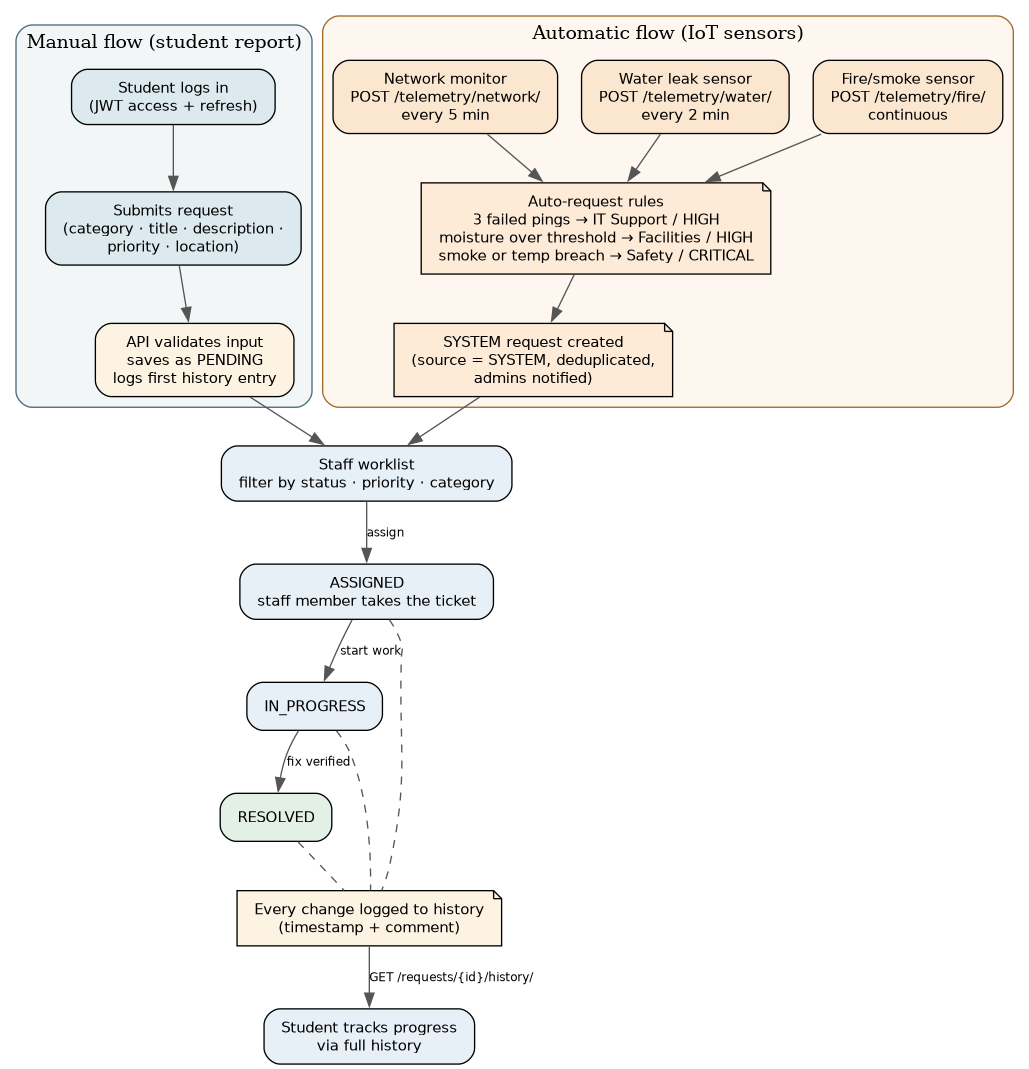 Manual flow (student report)
Student logs in
(JWT access + refresh)
Submits request
(category · title · description ·
priority · location)
API validates input
saves as PENDING
logs first history entry
Automatic flow (IoT sensors)
Network monitor
POST /telemetry/network/
every 5 min
Water leak sensor
POST /telemetry/water/
every 2 min
Fire/smoke sensor
POST /telemetry/fire/
continuous
Auto-request rules
3 failed pings → IT Support / HIGH
moisture over threshold → Facilities / HIGH
smoke or temp breach → Safety / CRITICAL
SYSTEM request created
(source = SYSTEM, deduplicated,
admins notified)
Staff worklist
filter by status · priority · category
assign
ASSIGNED
staff member takes the ticket
start work
IN_PROGRESS
fix verified
RESOLVED
Every change logged to history
(timestamp + comment)
GET /requests/{id}/history/
Student tracks progress
via full history